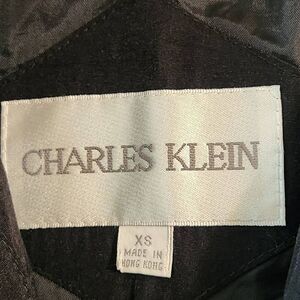 CHARLES KLEIN
XS
MADE IN
HONG KONG